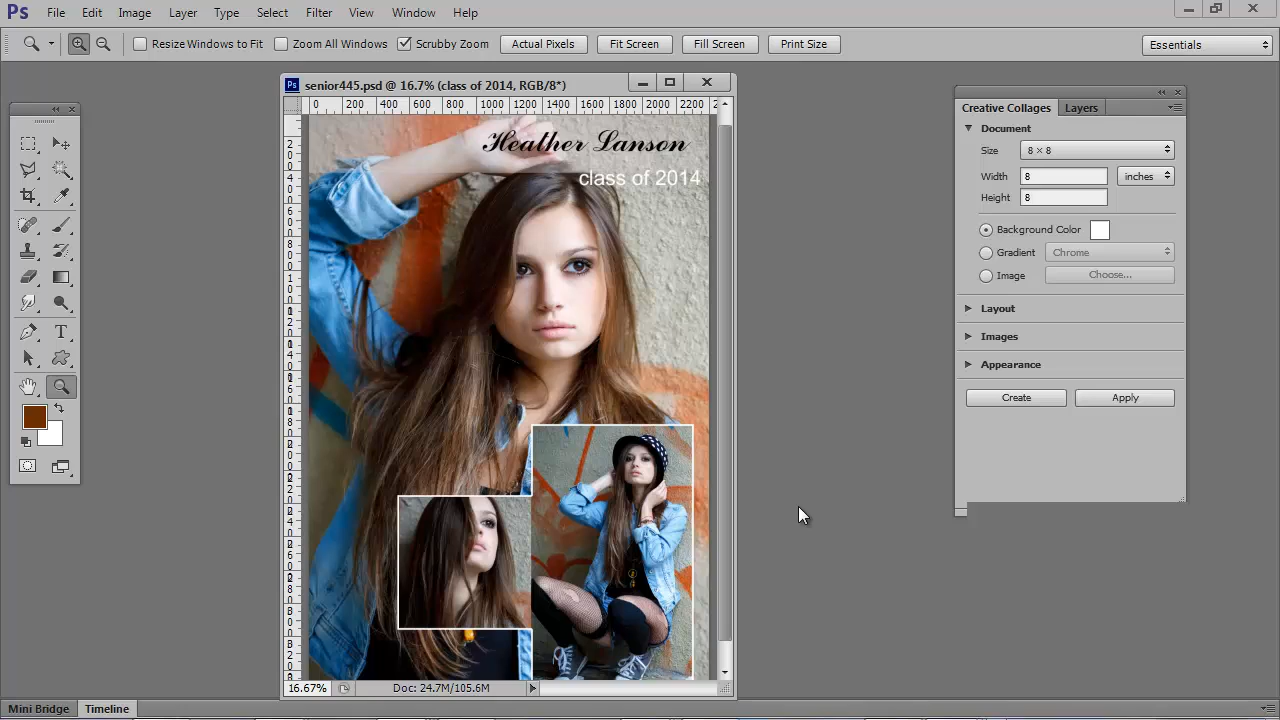 Ps File Edit Image Layer Type Select Filter View Window Help
Resize Windows to Fit Zoom All Windows Scrubby Zoom Actual Pixels Fit Screen Fill Screen Print Size Essentials
Ps senior445.psd @ 16.7% (class of 2014, RGB/8*)
0 200 400 600 800 1000 1200 1400 1600 1800 2000 2200
Heather Lanson
class of 2014
16.67% Doc: 24.7M/105.6M
Creative Collages Layers
Document
Size 8 × 8
Width 8 inches
Height 8
Background Color
Gradient Chrome
Image Choose...
Layout
Images
Appearance
Create Apply
Mini Bridge Timeline